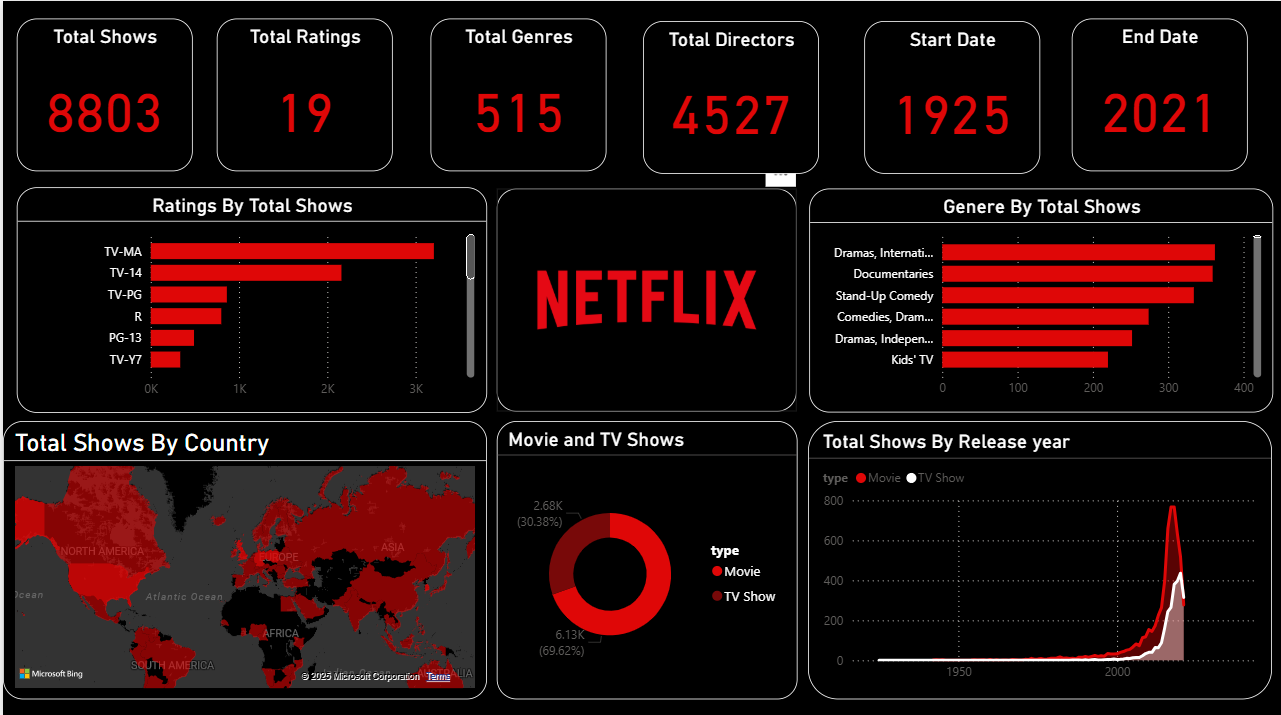 Total Shows
8803
Total Ratings
19
Total Genres
515
Total Directors
4527
Start Date
1925
End Date
2021
Ratings By Total Shows
TV-MA
TV-14
TV-PG
R
PG-13
TV-Y7
0K 1K 2K 3K
NETFLIX
Genere By Total Shows
Dramas, Internati...
Documentaries
Stand-Up Comedy
Comedies, Dram...
Dramas, Indepen...
Kids' TV
0 100 200 300 400
Total Shows By Country
NORTH AMERICA
EUROPE
ASIA
Atlantic Ocean
AFRICA
SOUTH AMERICA
Microsoft Bing
© 2025 Microsoft Corporation Terms
Movie and TV Shows
2.68K
(30.38%)
6.13K
(69.62%)
type
Movie
TV Show
Total Shows By Release year
type Movie TV Show
800
600
400
200
0
1950 2000